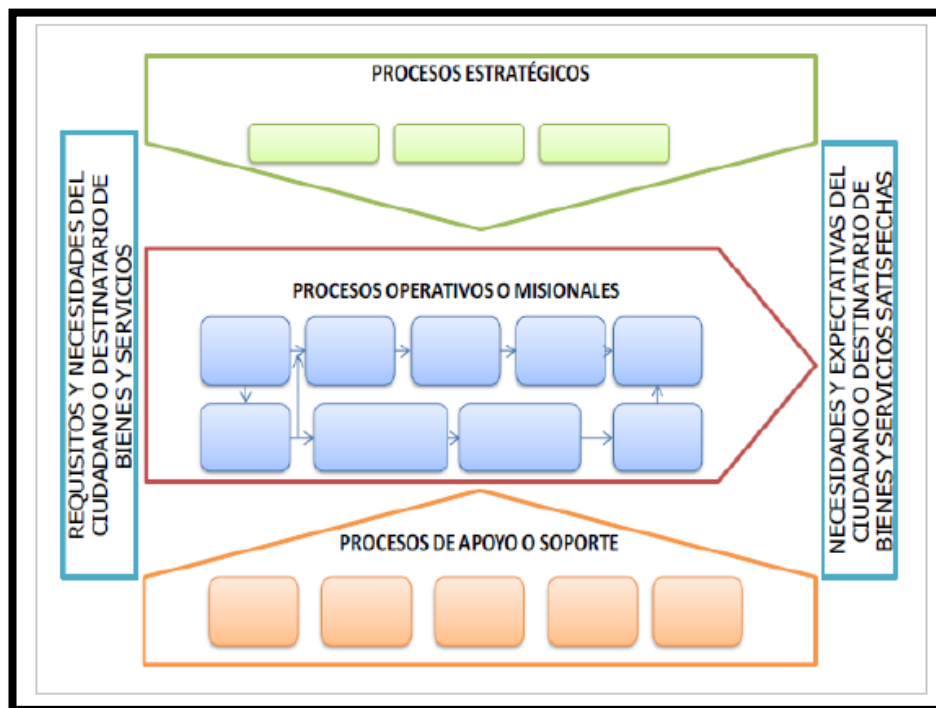 PROCESOS ESTRATÉGICOS
REQUISITOS Y NECESIDADES DEL
CIUDADANO O DESTINATARIO DE
BIENES Y SERVICIOS
PROCESOS OPERATIVOS O MISIONALES
NECESIDADES Y EXPECTATIVAS DEL
CIUDADANO O DESTINATARIO DE
BIENES Y SERVICIOS SATISFECHAS
PROCESOS DE APOYO O SOPORTE